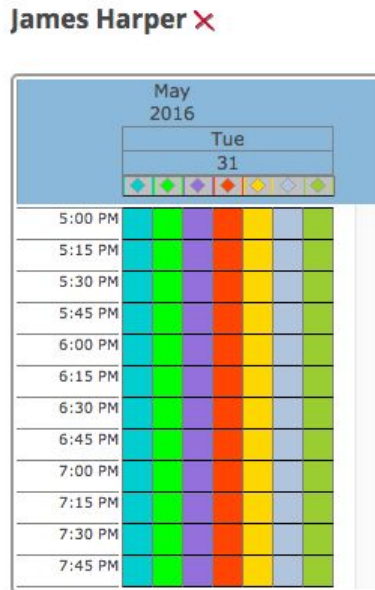 James Harper
May
2016
Tue
31
5:00 PM
5:15 PM
5:30 PM
5:45 PM
6:00 PM
6:15 PM
6:30 PM
6:45 PM
7:00 PM
7:15 PM
7:30 PM
7:45 PM